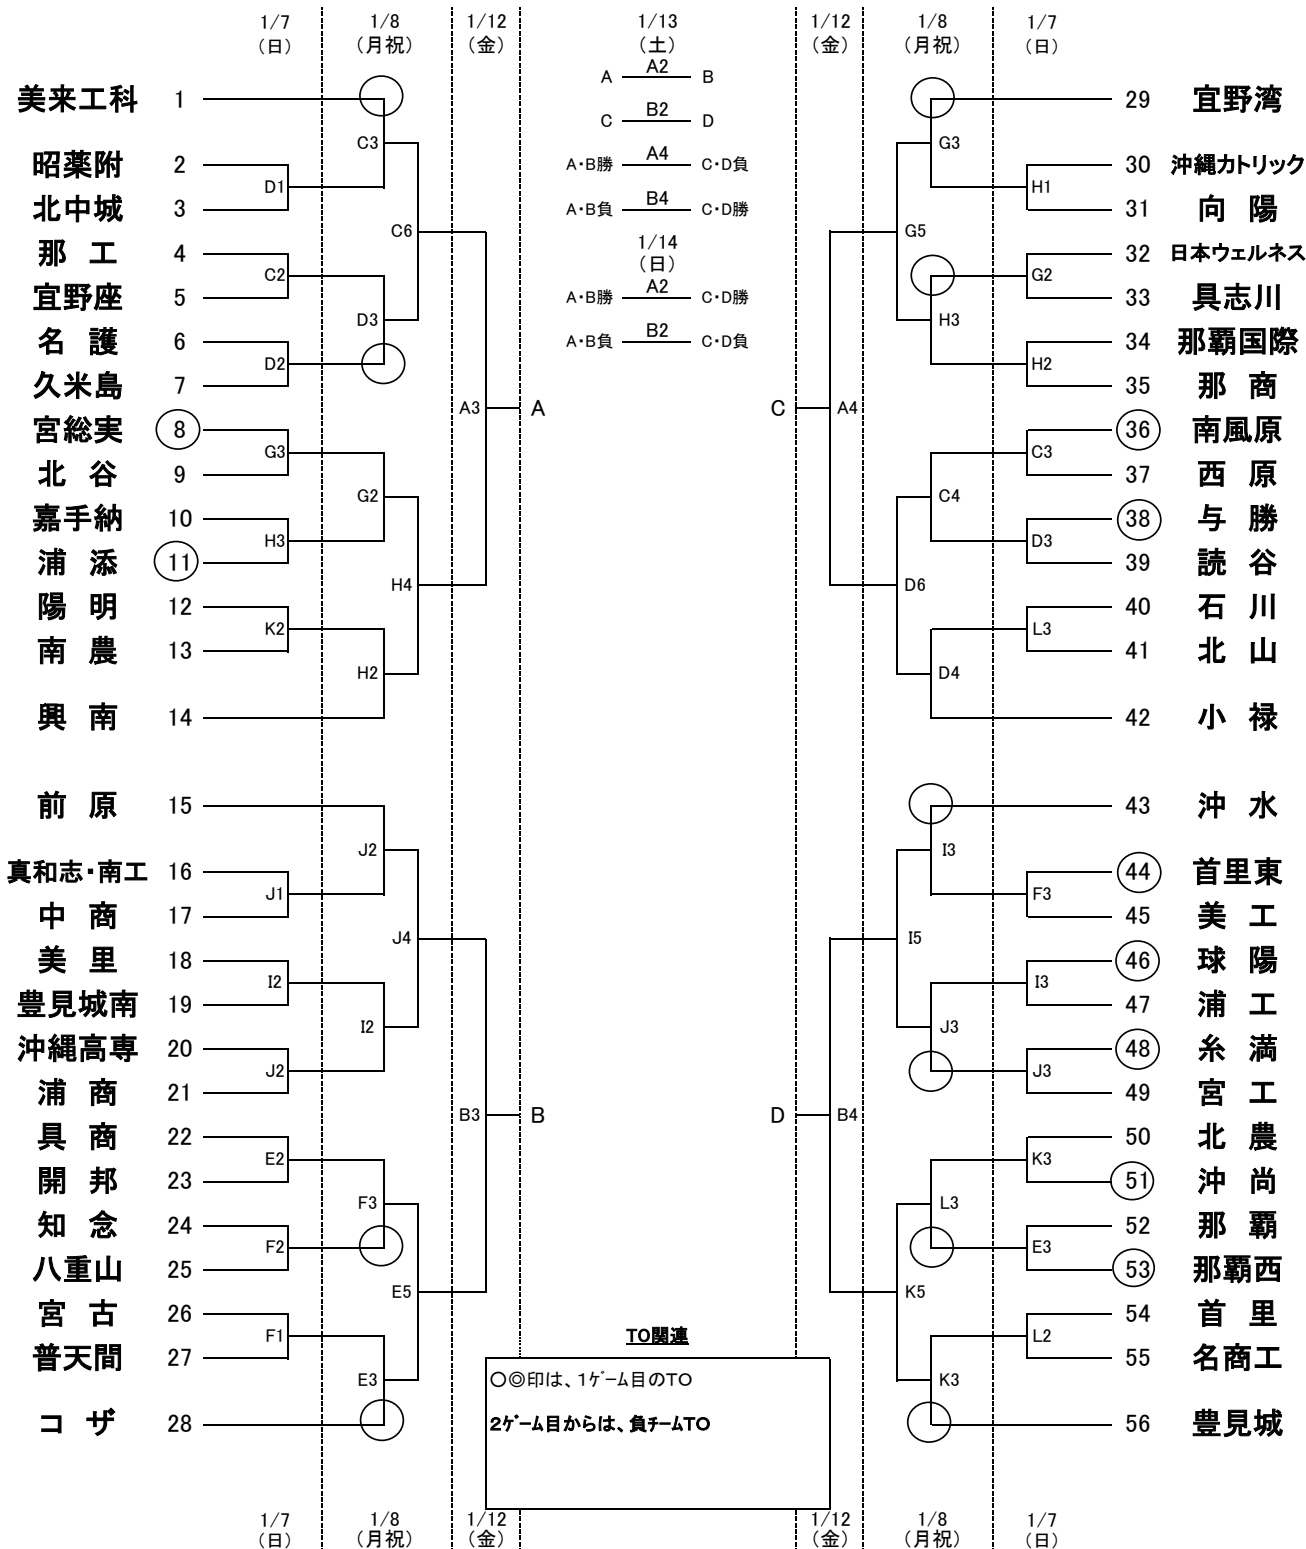 1/7 1/8 1/12 1/13 1/12 1/8 1/7
(日) (月祝) (金) (土) (金) (月祝) (日)
A A2 B
C B2 D
A・B勝 A4 C・D負
A・B負 B4 C・D勝
1/14
(日)
A・B勝 A2 C・D勝
A・B負 B2 C・D負
美来工科 1
昭薬附 2
北中城 3
那工 4
宜野座 5
名護 6
久米島 7
宮総実 8
北谷 9
嘉手納 10
浦添 11
陽明 12
南農 13
興南 14
前原 15
真和志・南工 16
中商 17
美里 18
豊見城南 19
沖縄高専 20
浦商 21
具商 22
開邦 23
知念 24
八重山 25
宮古 26
普天間 27
コザ 28
D1
C2
D2
G3
H3
K2
J1
I2
J2
E2
F2
F1
C3
D3
G2
H2
J2
I2
F3
E3
C6
H4
J4
E5
A3
B3
A
B
C
D
A4
B4
G5
D6
I5
K5
G3
H3
C4
D4
I3
J3
L3
K3
H1
G2
H2
C3
D3
L3
F3
I3
J3
K3
E3
L2
29 宜野湾
30 沖縄カトリック
31 向陽
32 日本ウェルネス
33 具志川
34 那覇国際
35 那商
36 南風原
37 西原
38 与勝
39 読谷
40 石川
41 北山
42 小禄
43 沖水
44 首里東
45 美工
46 球陽
47 浦工
48 糸満
49 宮工
50 北農
51 沖尚
52 那覇
53 那覇西
54 首里
55 名商工
56 豊見城
TO関連
○◎印は、1ゲーム目のTO
2ゲーム目からは、負チームTO
1/7 1/8 1/12 1/12 1/8 1/7
(日) (月祝) (金) (金) (月祝) (日)